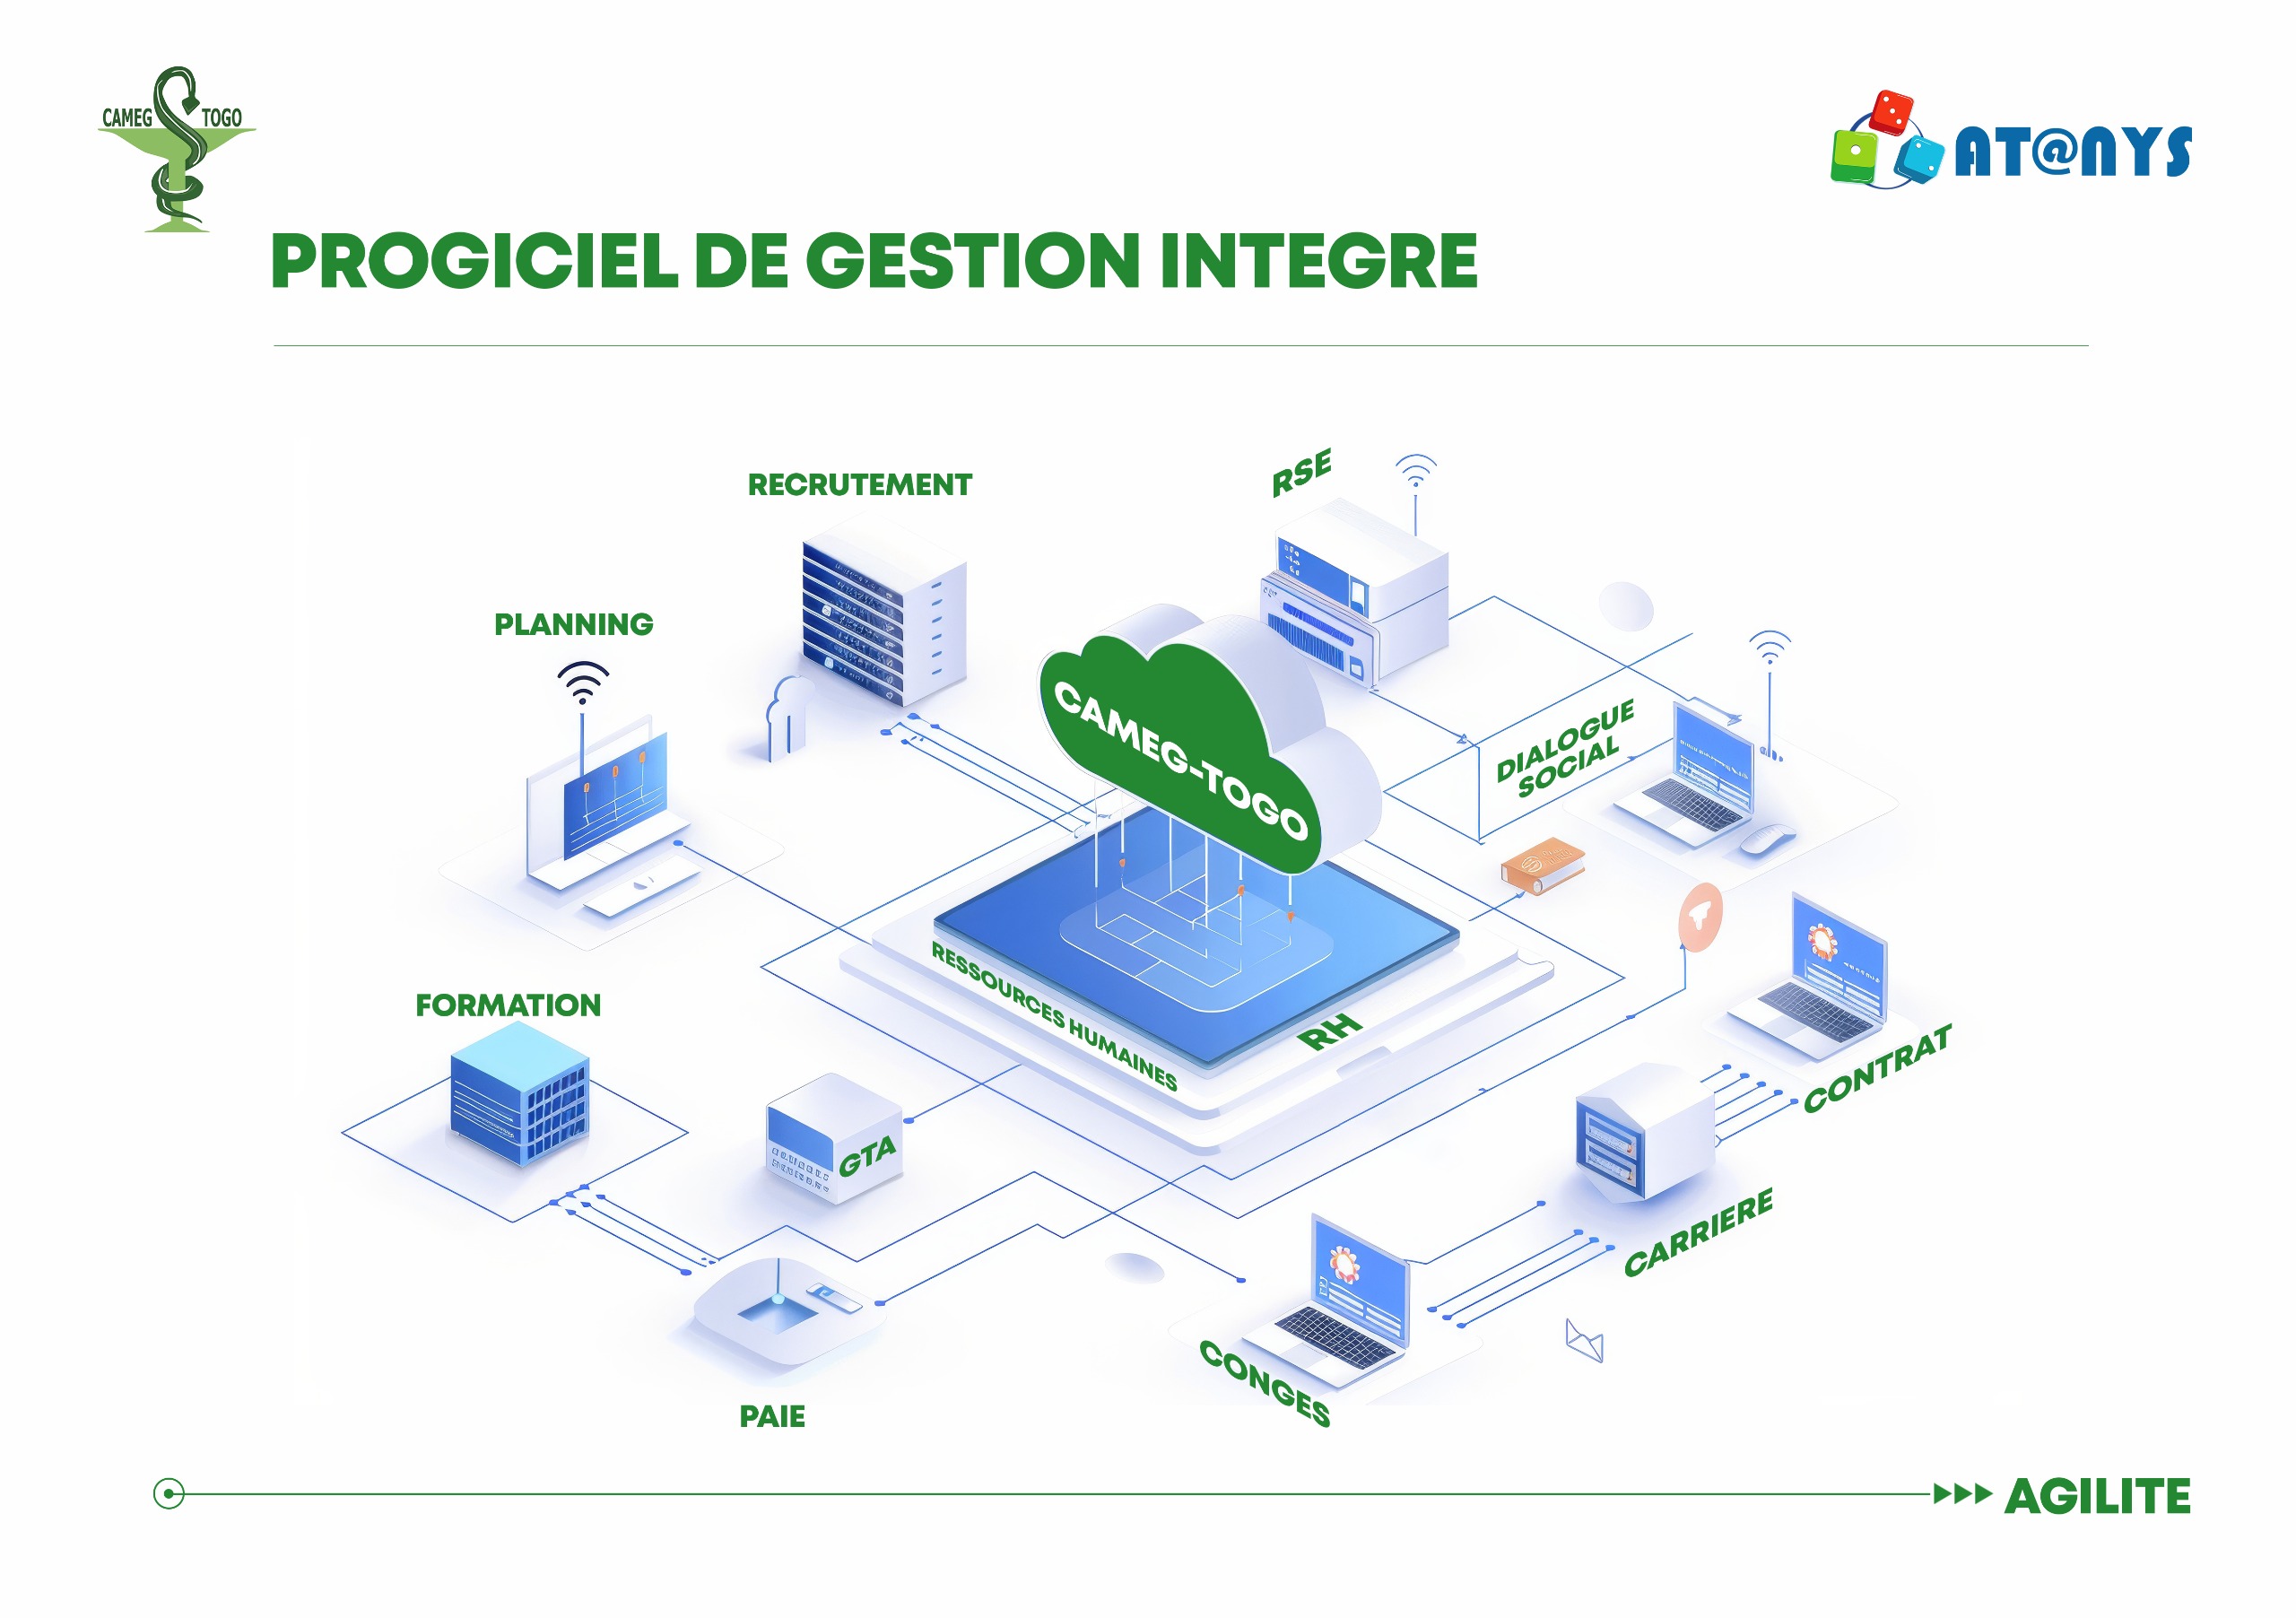 CAMEG TOGO
AT@NYS
PROGICIEL DE GESTION INTEGRE
RECRUTEMENT
RSE
PLANNING
CAMEG-TOGO
DIALOGUE
SOCIAL
RESSOURCES HUMAINES
RH
FORMATION
GTA
CONTRAT
CARRIERE
CONGES
PAIE
AGILITE